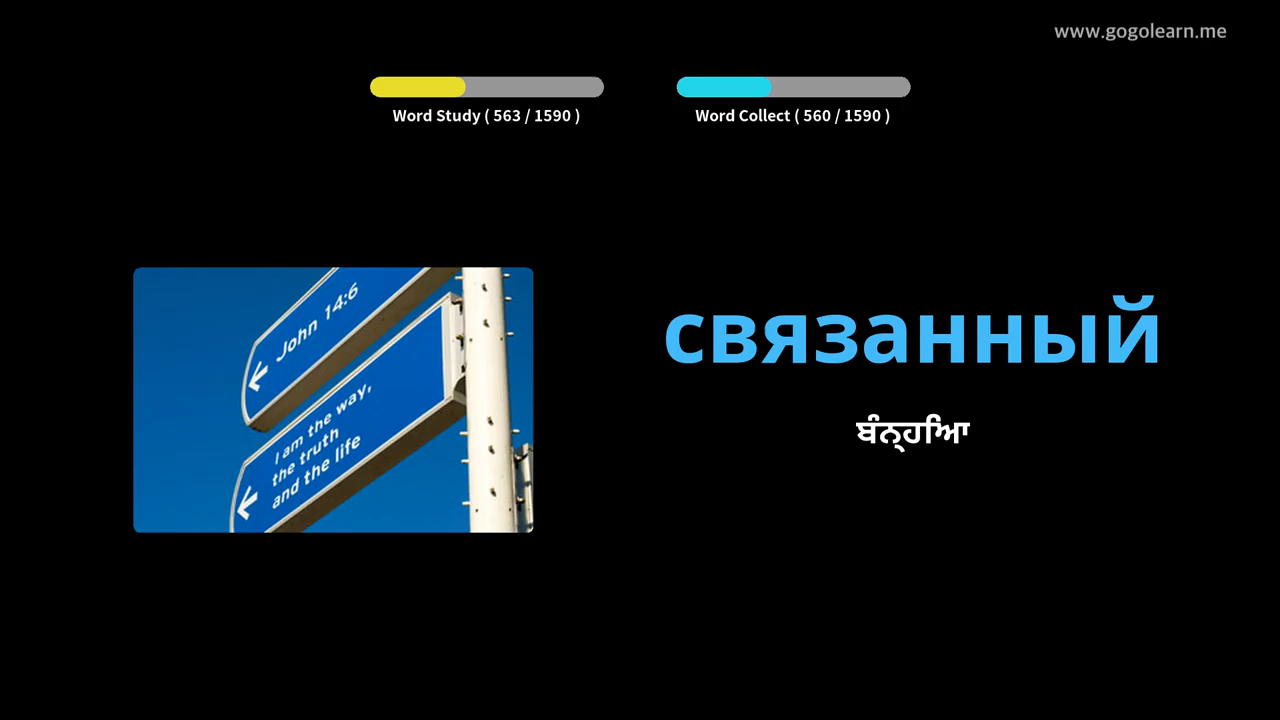 www.gogolearn.me
Word Study ( 563 / 1590 )
Word Collect ( 560 / 1590 )
John 14:6
I am the way,
the truth
and the life
связанный
ਬੰਨ੍ਹਿਆ